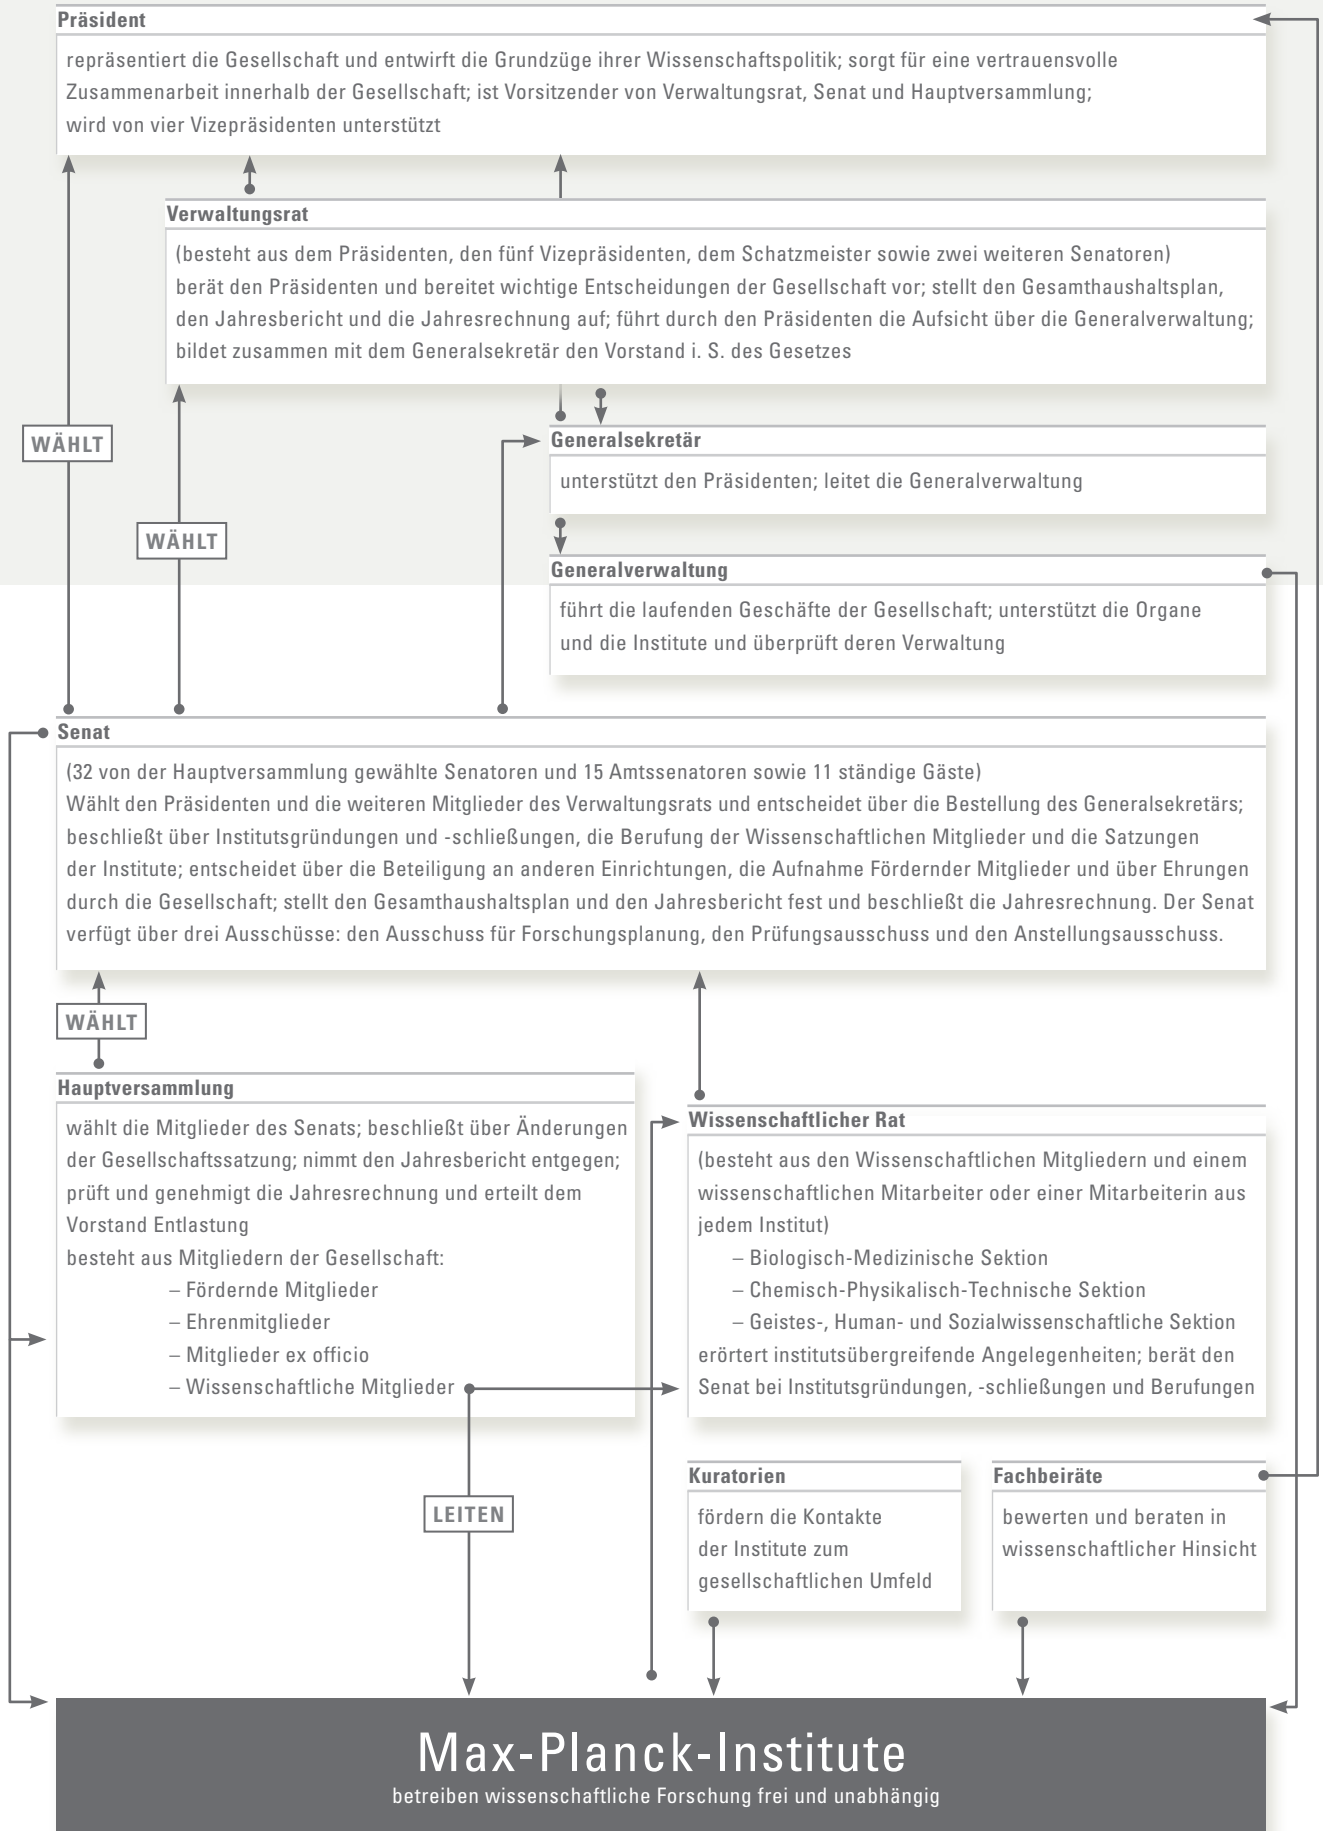 Präsident
repräsentiert die Gesellschaft und entwirft die Grundzüge ihrer Wissenschaftspolitik; sorgt für eine vertrauensvolle
Zusammenarbeit innerhalb der Gesellschaft; ist Vorsitzender von Verwaltungsrat, Senat und Hauptversammlung;
wird von vier Vizepräsidenten unterstützt
Verwaltungsrat
(besteht aus dem Präsidenten, den fünf Vizepräsidenten, dem Schatzmeister sowie zwei weiteren Senatoren)
berät den Präsidenten und bereitet wichtige Entscheidungen der Gesellschaft vor; stellt den Gesamthaushaltsplan,
den Jahresbericht und die Jahresrechnung auf; führt durch den Präsidenten die Aufsicht über die Generalverwaltung;
bildet zusammen mit dem Generalsekretär den Vorstand i. S. des Gesetzes
WÄHLT
Generalsekretär
unterstützt den Präsidenten; leitet die Generalverwaltung
WÄHLT
Generalverwaltung
führt die laufenden Geschäfte der Gesellschaft; unterstützt die Organe
und die Institute und überprüft deren Verwaltung
Senat
(32 von der Hauptversammlung gewählte Senatoren und 15 Amtssenatoren sowie 11 ständige Gäste)
Wählt den Präsidenten und die weiteren Mitglieder des Verwaltungsrats und entscheidet über die Bestellung des Generalsekretärs;
beschließt über Institutsgründungen und -schließungen, die Berufung der Wissenschaftlichen Mitglieder und die Satzungen
der Institute; entscheidet über die Beteiligung an anderen Einrichtungen, die Aufnahme Fördernder Mitglieder und über Ehrungen
durch die Gesellschaft; stellt den Gesamthaushaltsplan und den Jahresbericht fest und beschließt die Jahresrechnung. Der Senat
verfügt über drei Ausschüsse: den Ausschuss für Forschungsplanung, den Prüfungsausschuss und den Anstellungsausschuss.
WÄHLT
Hauptversammlung
wählt die Mitglieder des Senats; beschließt über Änderungen
der Gesellschaftssatzung; nimmt den Jahresbericht entgegen;
prüft und genehmigt die Jahresrechnung und erteilt dem
Vorstand Entlastung
besteht aus Mitgliedern der Gesellschaft:
– Fördernde Mitglieder
– Ehrenmitglieder
– Mitglieder ex officio
– Wissenschaftliche Mitglieder
Wissenschaftlicher Rat
(besteht aus den Wissenschaftlichen Mitgliedern und einem
wissenschaftlichen Mitarbeiter oder einer Mitarbeiterin aus
jedem Institut)
– Biologisch-Medizinische Sektion
– Chemisch-Physikalisch-Technische Sektion
– Geistes-, Human- und Sozialwissenschaftliche Sektion
erörtert institutsübergreifende Angelegenheiten; berät den
Senat bei Institutsgründungen, -schließungen und Berufungen
LEITEN
Kuratorien
fördern die Kontakte
der Institute zum
gesellschaftlichen Umfeld
Fachbeiräte
bewerten und beraten in
wissenschaftlicher Hinsicht
Max-Planck-Institute
betreiben wissenschaftliche Forschung frei und unabhängig